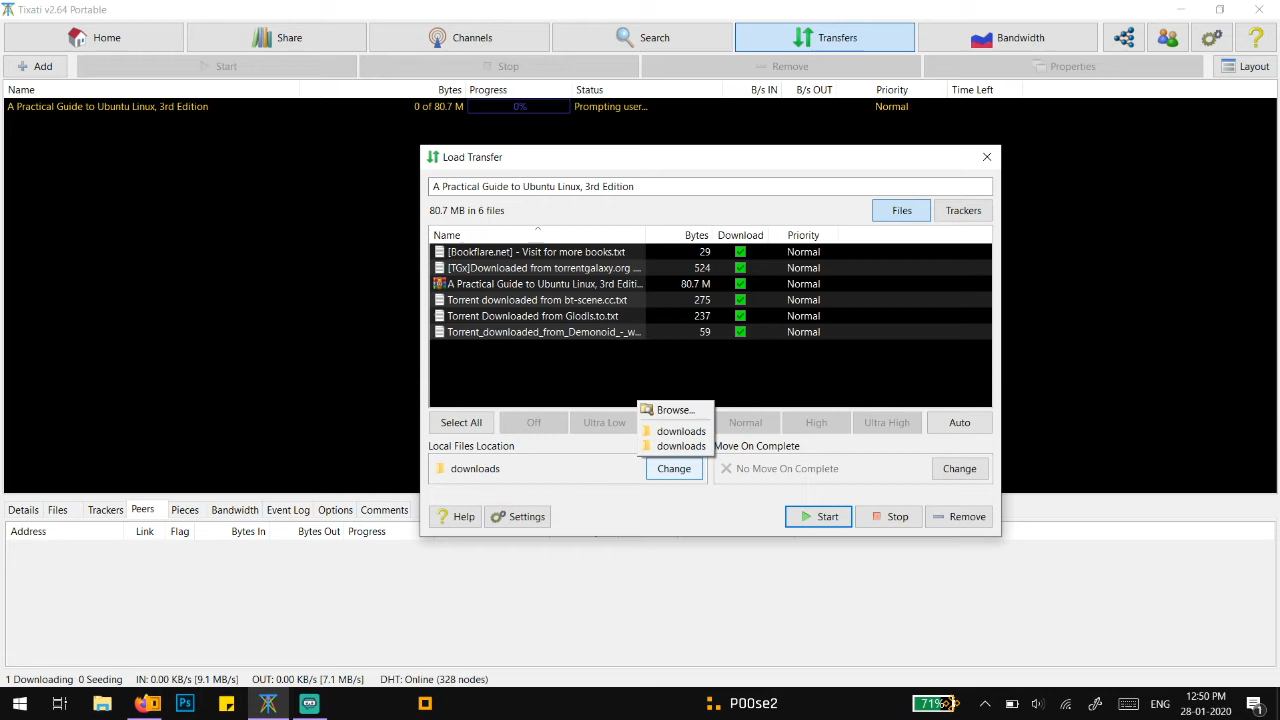 Tixati v2.64 Portable
Home Share Channels Search Transfers Bandwidth
Add Start Stop Remove Properties Layout
Name Bytes Progress Status B/s IN B/s OUT Priority Time Left
A Practical Guide to Ubuntu Linux, 3rd Edition 0 of 80.7 M 0% Prompting user... Normal
Load Transfer
A Practical Guide to Ubuntu Linux, 3rd Edition
80.7 MB in 6 files Files Trackers
Name Bytes Download Priority
[Bookflare.net] - Visit for more books.txt 29 Normal
[TGx]Downloaded from torrentgalaxy.org .... 524 Normal
A Practical Guide to Ubuntu Linux, 3rd Editi... 80.7 M Normal
Torrent downloaded from bt-scene.cc.txt 275 Normal
Torrent Downloaded from Glodls.to.txt 237 Normal
Torrent_downloaded_from_Demonoid_-_w... 59 Normal
Browse...
downloads
downloads
Select All Off Ultra Low Normal High Ultra High Auto
Local Files Location Move On Complete
downloads Change No Move On Complete Change
Help Settings Start Stop Remove
Details Files Trackers Peers Pieces Bandwidth Event Log Options Comments
Address Link Flag Bytes In Bytes Out Progress
1 Downloading 0 Seeding IN: 0.00 KB/s [9.1 MB/s] OUT: 0.00 KB/s [7.1 MB/s] DHT: Online (328 nodes)
Ps P00se2 71% ENG 12:50 PM
28-01-2020 1